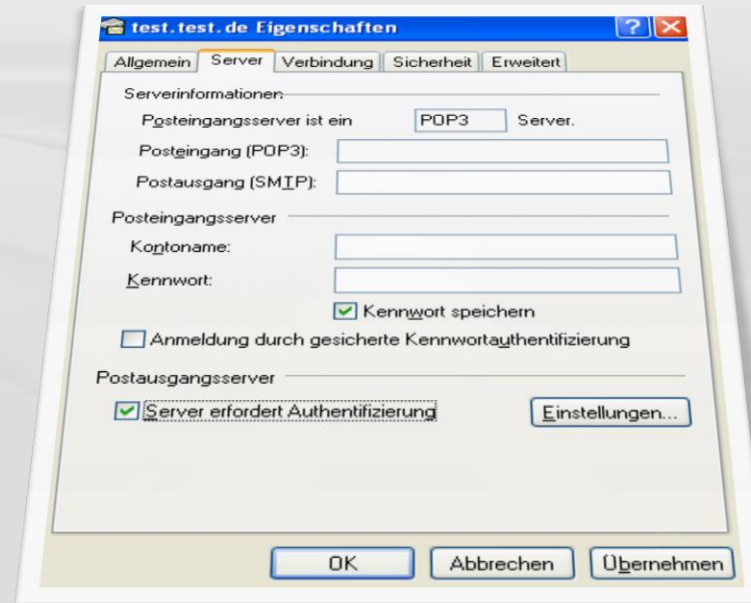 test.test.de Eigenschaften
Allgemein Server Verbindung Sicherheit Erweitert
Serverinformationen
Posteingangsserver ist ein POP3 Server.
Posteingang (POP3):
Postausgang (SMTP):
Posteingangsserver
Kontoname:
Kennwort:
Kennwort speichern
Anmeldung durch gesicherte Kennwortauthentifizierung
Postausgangsserver
Server erfordert Authentifizierung Einstellungen...
OK Abbrechen Übernehmen